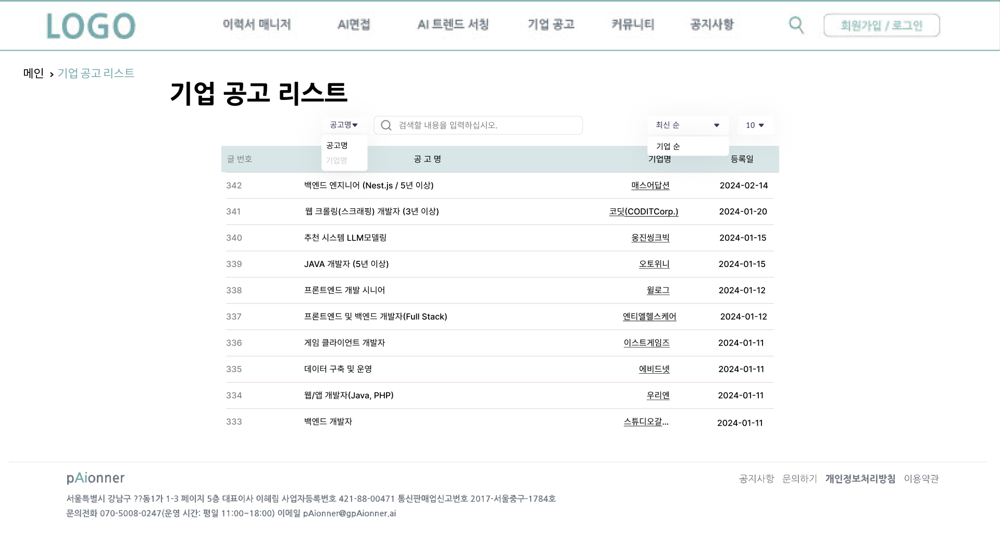 LOGO 이력서 매니저 AI면접 AI 트렌드 서칭 기업 공고 커뮤니티 공지사항 회원가입 / 로그인
메인 > 기업 공고 리스트
기업 공고 리스트
공고명 검색할 내용을 입력하십시오. 최신 순 10
공고명
기업명
기업 순
글 번호 공 고 명 기업명 등록일
342 백엔드 엔지니어 (Nest.js / 5년 이상) 매스어답션 2024-02-14
341 웹 크롤링(스크래핑) 개발자 (3년 이상) 코딧(CODITCorp.) 2024-01-20
340 추천 시스템 LLM모델링 웅진씽크빅 2024-01-15
339 JAVA 개발자 (5년 이상) 오토위니 2024-01-15
338 프론트엔드 개발 시니어 윌로그 2024-01-12
337 프론트엔드 및 백엔드 개발자(Full Stack) 엔티엘헬스케어 2024-01-12
336 게임 클라이언트 개발자 이스트게임즈 2024-01-11
335 데이터 구축 및 운영 에비드넷 2024-01-11
334 웹/앱 개발자(Java, PHP) 우리엔 2024-01-11
333 백엔드 개발자 스튜디오갈... 2024-01-11
pAionner 공지사항 문의하기 개인정보처리방침 이용약관
서울특별시 강남구 ??동1가 1-3 페이지 5층 대표이사 이혜림 사업자등록번호 421-88-00471 통신판매업신고번호 2017-서울중구-1784호
문의전화 070-5008-0247(운영 시간: 평일 11:00~18:00) 이메일 pAionner@gpAionner.ai